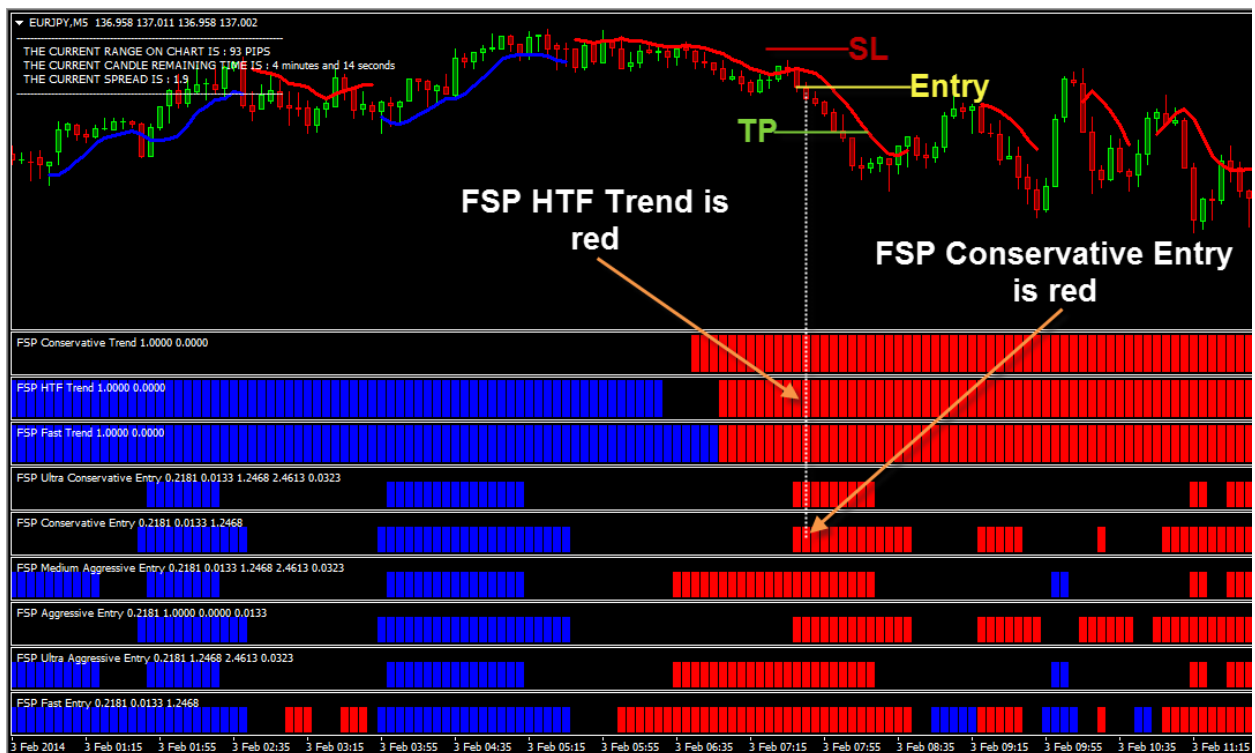 EURJPY,M5 136.958 137.011 136.958 137.002
THE CURRENT RANGE ON CHART IS : 93 PIPS
THE CURRENT CANDLE REMAINING TIME IS : 4 minutes and 14 seconds
THE CURRENT SPREAD IS : 1.9
SL
Entry
TP
FSP HTF Trend is
red
FSP Conservative Entry
is red
FSP Conservative Trend 1.0000 0.0000
FSP HTF Trend 1.0000 0.0000
FSP Fast Trend 1.0000 0.0000
FSP Ultra Conservative Entry 0.2181 0.0133 1.2468 2.4613 0.0323
FSP Conservative Entry 0.2181 0.0133 1.2468
FSP Medium Aggressive Entry 0.2181 0.0133 1.2468 2.4613 0.0323
FSP Aggressive Entry 0.2181 1.0000 0.0000 0.0133
FSP Ultra Aggressive Entry 0.2181 1.2468 2.4613 0.0323
FSP Fast Entry 0.2181 0.0133 1.2468
3 Feb 2014 3 Feb 01:15 3 Feb 01:55 3 Feb 02:35 3 Feb 03:15 3 Feb 03:55 3 Feb 04:35 3 Feb 05:15 3 Feb 05:55 3 Feb 06:35 3 Feb 07:15 3 Feb 07:55 3 Feb 08:35 3 Feb 09:15 3 Feb 09:55 3 Feb 10:35 3 Feb 11:15